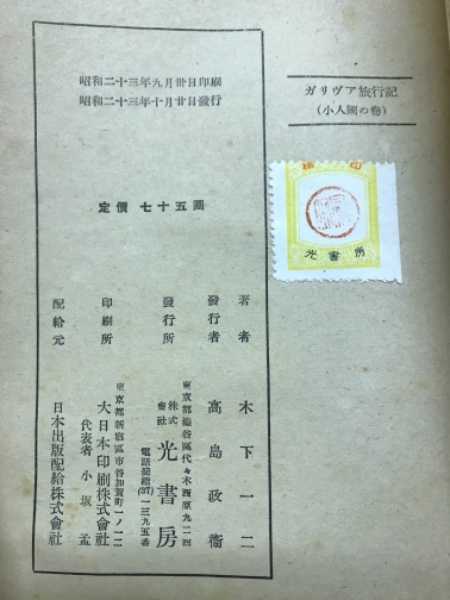 ガリヴア旅行記
(小人國の卷)
光書房
昭和二十三年九月卅日印刷
昭和二十三年十月廿日發行
定價 七十五圓
著者 木下一二
發行者 高島政衞
東京都澁谷區代々木西原九二四
發行所 株式會社 光書房
電話淀橋(37)一三九五番
東京都新宿區市谷加賀町一ノ一二
印刷所 大日本印刷株式會社
代表者 小坂孟
配給元 日本出版配給株式會社